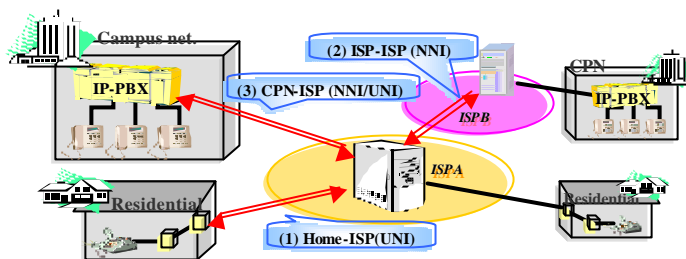 Campus net.
(2) ISP-ISP (NNI)
CPN
IP-PBX
(3) CPN-ISP (NNI/UNI)
IP-PBX
ISPB
ISPA
Residential
Residential
(1) Home-ISP(UNI)